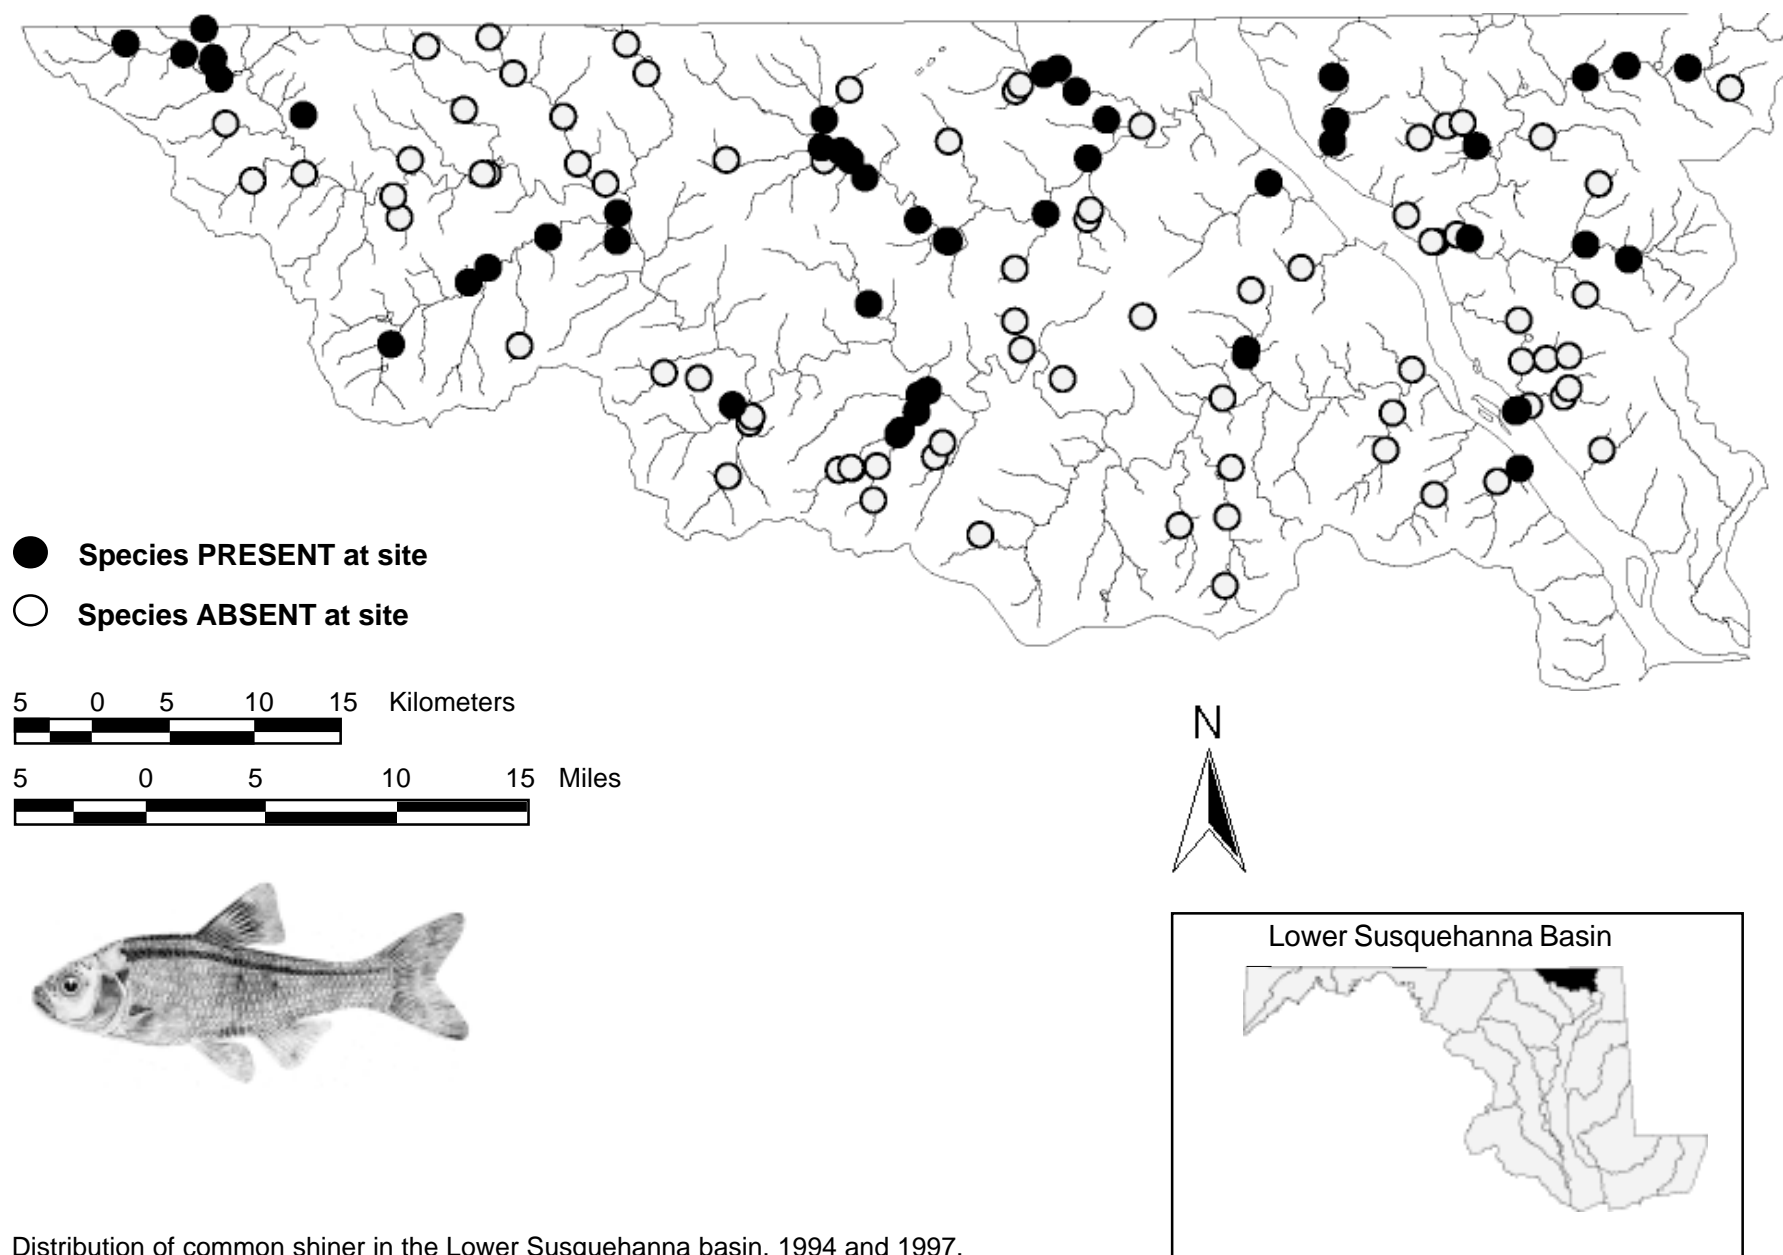 Species PRESENT at site
Species ABSENT at site
5 0 5 10 15 Kilometers
5 0 5 10 15 Miles
N
Lower Susquehanna Basin
Distribution of common shiner in the Lower Susquehanna basin, 1994 and 1997.